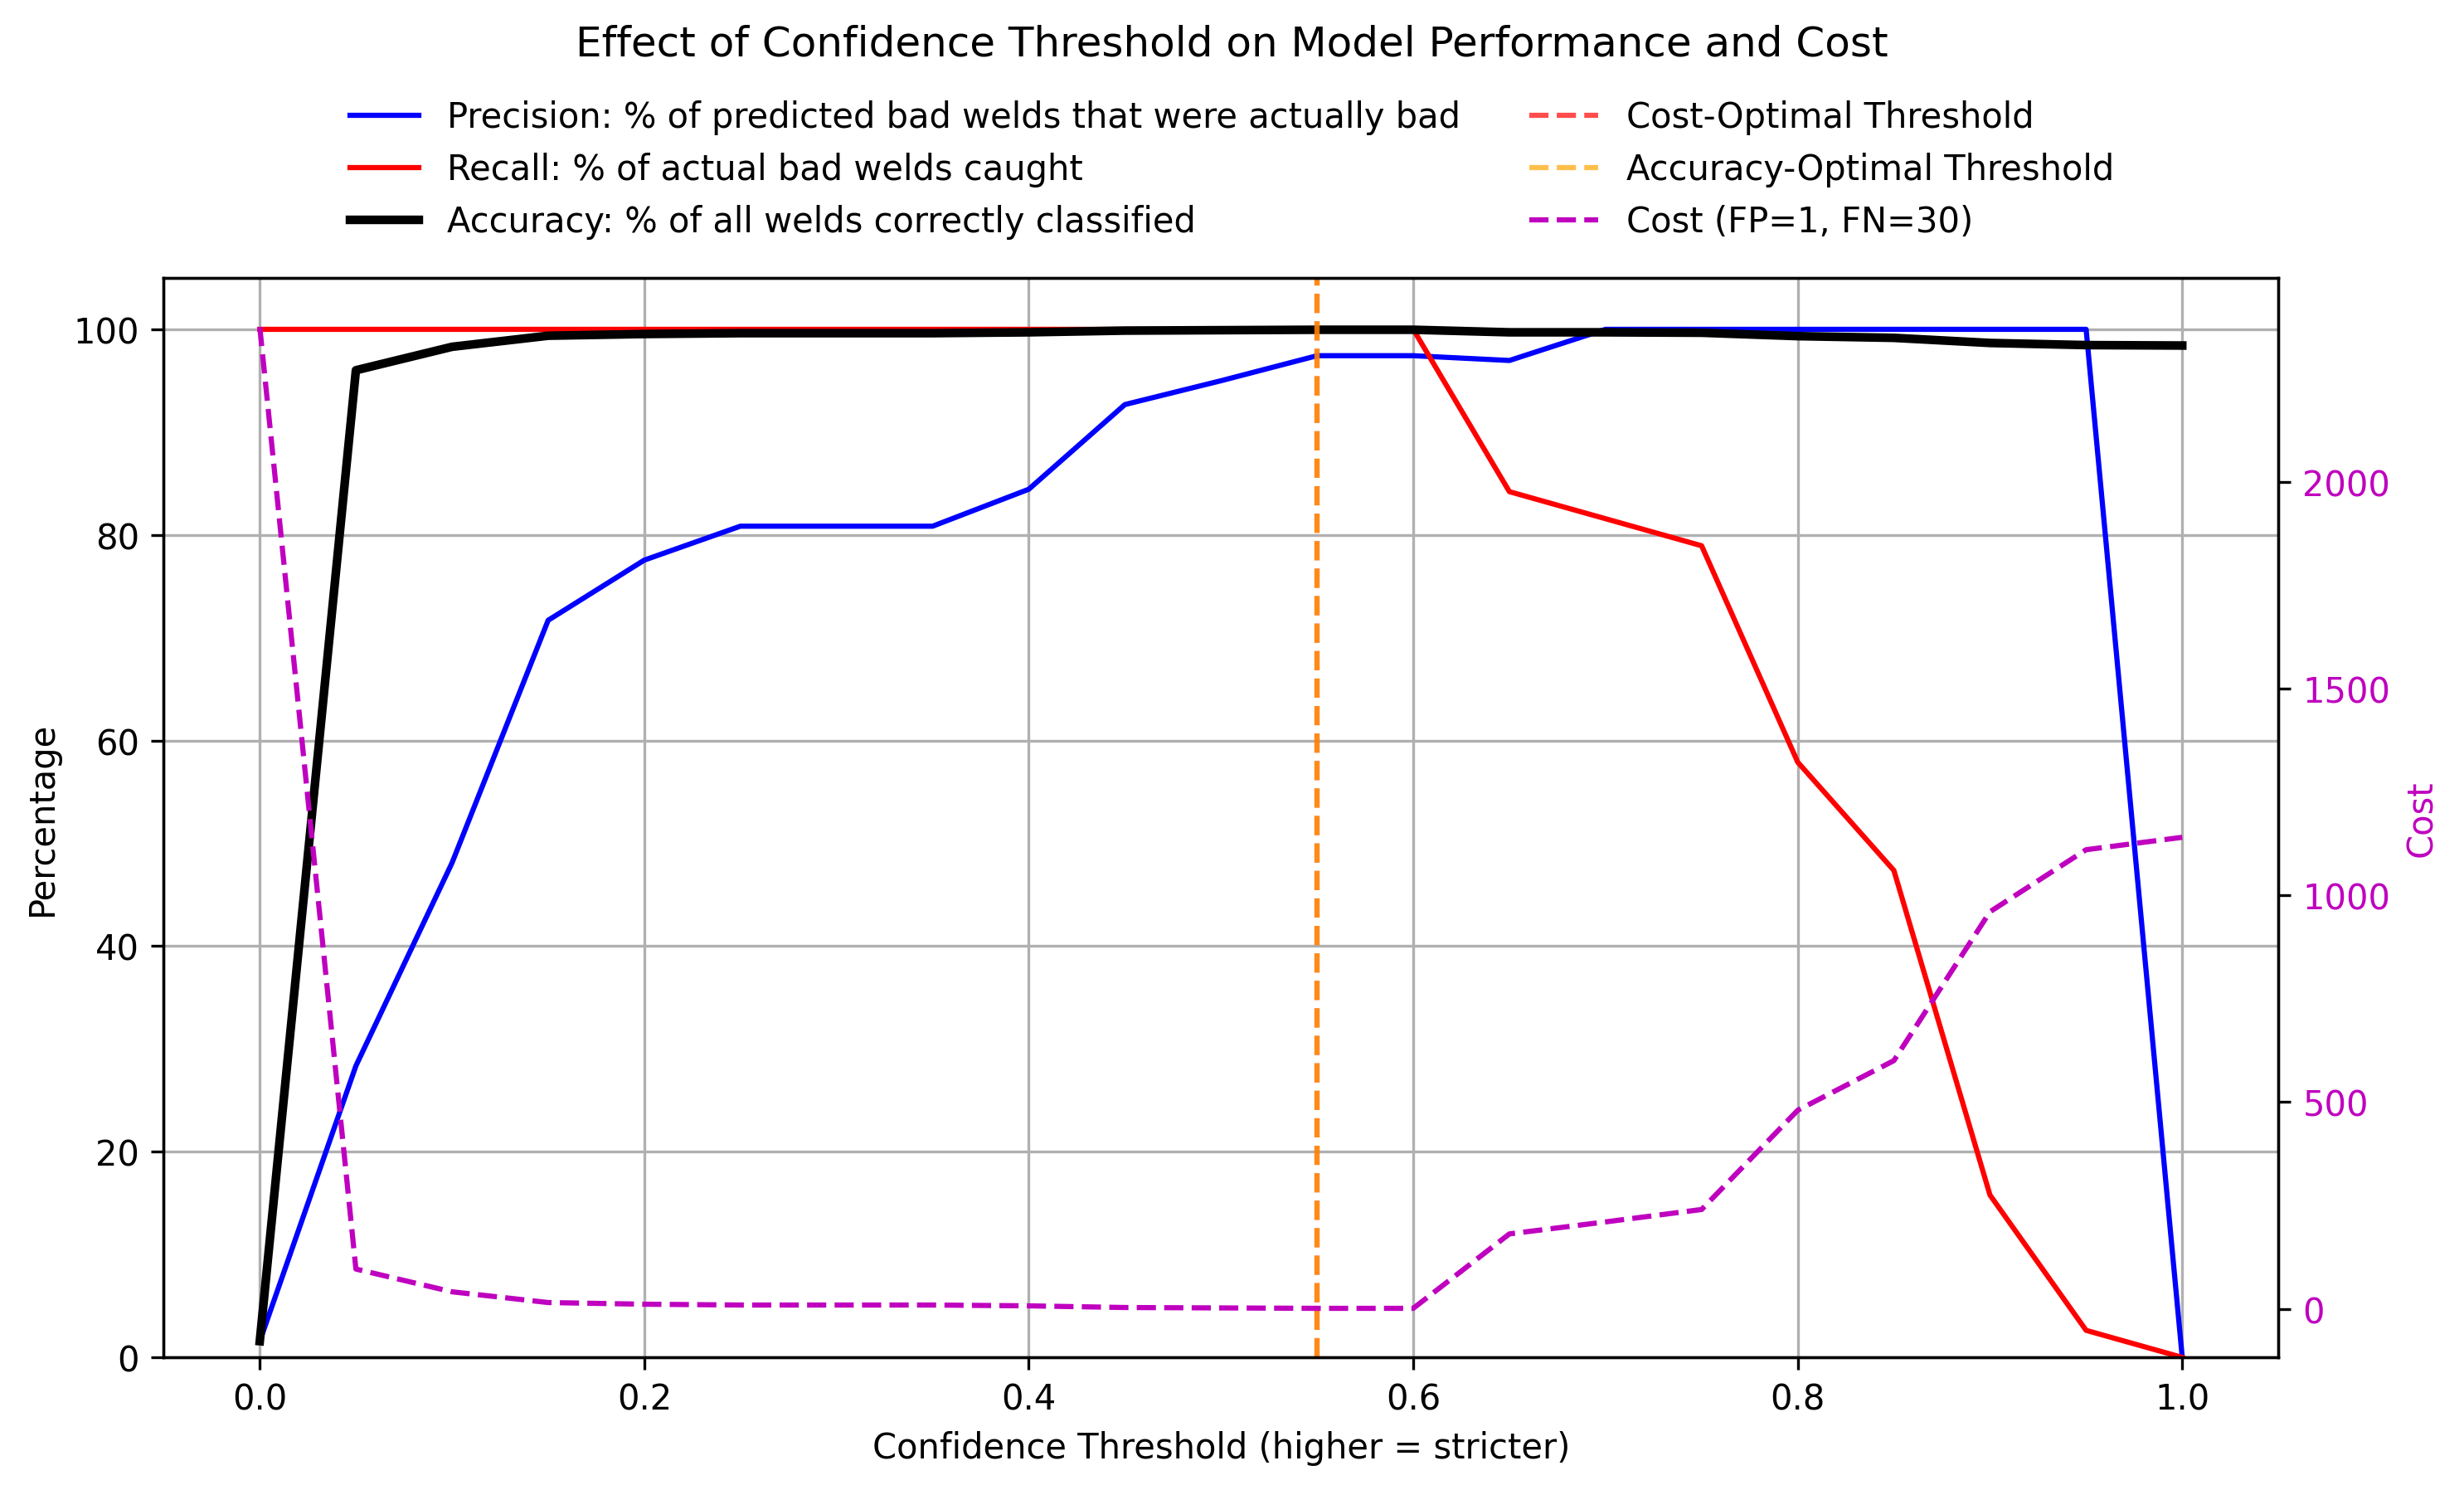 Effect of Confidence Threshold on Model Performance and Cost
Precision: % of predicted bad welds that were actually bad
Recall: % of actual bad welds caught
Accuracy: % of all welds correctly classified
Cost-Optimal Threshold
Accuracy-Optimal Threshold
Cost (FP=1, FN=30)
Percentage
100
80
60
40
20
0
2000
1500
1000
500
0
Cost
0.0
0.2
0.4
0.6
0.8
1.0
Confidence Threshold (higher = stricter)